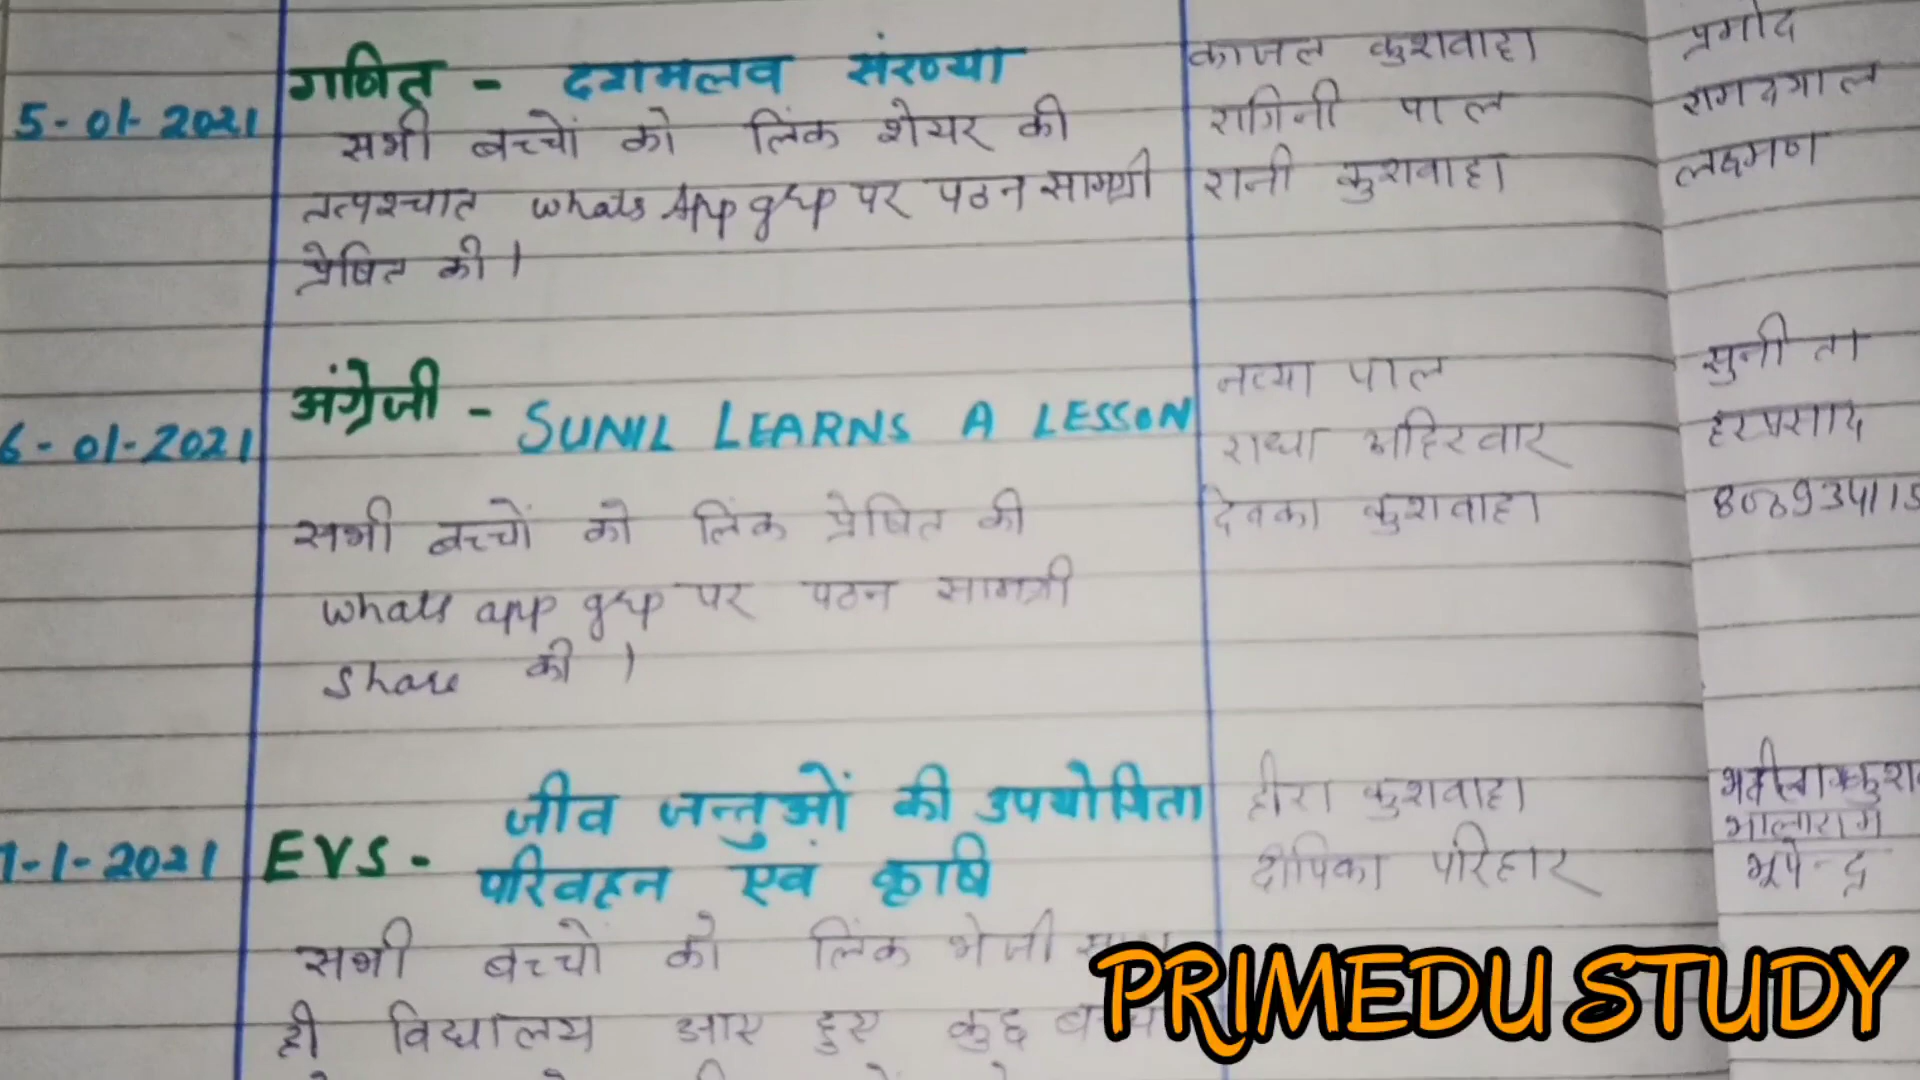 5-01-2021
गणित - दशमलव संख्या
सभी बच्चों को लिंक शेयर की
तत्पश्चात Whats App grp पर पठन सामग्री
प्रेषित की ।
काजल कुशवाहा
रागिनी पाल
रानी कुशवाहा
प्रमोद
रामदयाल
लक्ष्मण
6-01-2021
अंग्रेजी - SUNIL LEARNS A LESSON
सभी बच्चों को लिंक प्रेषित की
Whats app grp पर पठन सामग्री
share की ।
नव्या पाल
राधा अहिरवार
देवका कुशवाहा
सुनीता
हरप्रसाद
7-1-2021
EVS - जीव जन्तुओं की उपयोगिता
परिवहन एवं कृषि
सभी बच्चों को लिंक भेजी
ही विद्यालय आए हुए कुछ
हीरा कुशवाहा
दीपिका परिहार
भालाराम
भूपेन्द्र
PRIMEDU STUDY